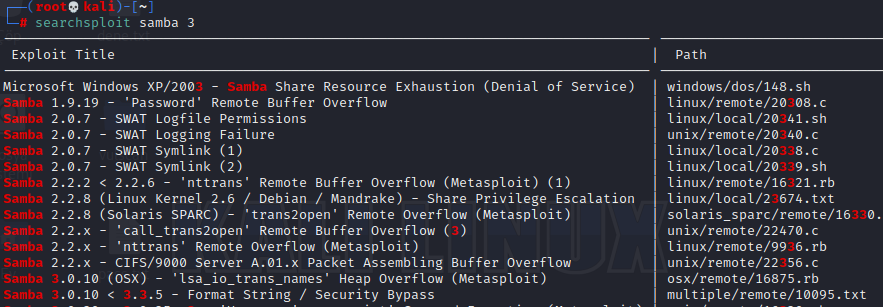 (root💀kali)-[~]
# searchsploit samba 3
Exploit Title | Path
Microsoft Windows XP/2003 - Samba Share Resource Exhaustion (Denial of Service) | windows/dos/148.sh
Samba 1.9.19 - 'Password' Remote Buffer Overflow | linux/remote/20308.c
Samba 2.0.7 - SWAT Logfile Permissions | linux/local/20341.sh
Samba 2.0.7 - SWAT Logging Failure | unix/remote/20340.c
Samba 2.0.7 - SWAT Symlink (1) | linux/local/20338.c
Samba 2.0.7 - SWAT Symlink (2) | linux/local/20339.sh
Samba 2.2.2 < 2.2.6 - 'nttrans' Remote Buffer Overflow (Metasploit) (1) | linux/remote/16321.rb
Samba 2.2.8 (Linux Kernel 2.6 / Debian / Mandrake) - Share Privilege Escalation | linux/local/23674.txt
Samba 2.2.8 (Solaris SPARC) - 'trans2open' Remote Overflow (Metasploit) | solaris_sparc/remote/16330.
Samba 2.2.x - 'call_trans2open' Remote Buffer Overflow (3) | unix/remote/22470.c
Samba 2.2.x - 'nttrans' Remote Overflow (Metasploit) | linux/remote/9936.rb
Samba 2.2.x - CIFS/9000 Server A.01.x Packet Assembling Buffer Overflow | unix/remote/22356.c
Samba 3.0.10 (OSX) - 'lsa_io_trans_names' Heap Overflow (Metasploit) | osx/remote/16875.rb
Samba 3.0.10 < 3.3.5 - Format String / Security Bypass | multiple/remote/10095.txt